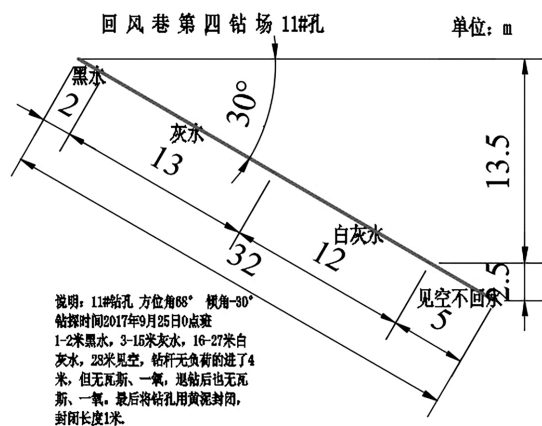 回风巷第四钻场11#孔
单位：m
黑水
2
30°
灰水
13
13.5
白灰水
12
32
2.5
见空不回水
5
说明：11#钻孔 方位角68° 倾角-30°
钻探时间2017年9月25日0点班
1-2米黑水，3-15米灰水，16-27米白
灰水，28米见空，钻杆无负荷的进了4
米，但无瓦斯、一氧，退钻后也无瓦
斯、一氧。最后将钻孔用黄泥封闭，
封闭长度1米.